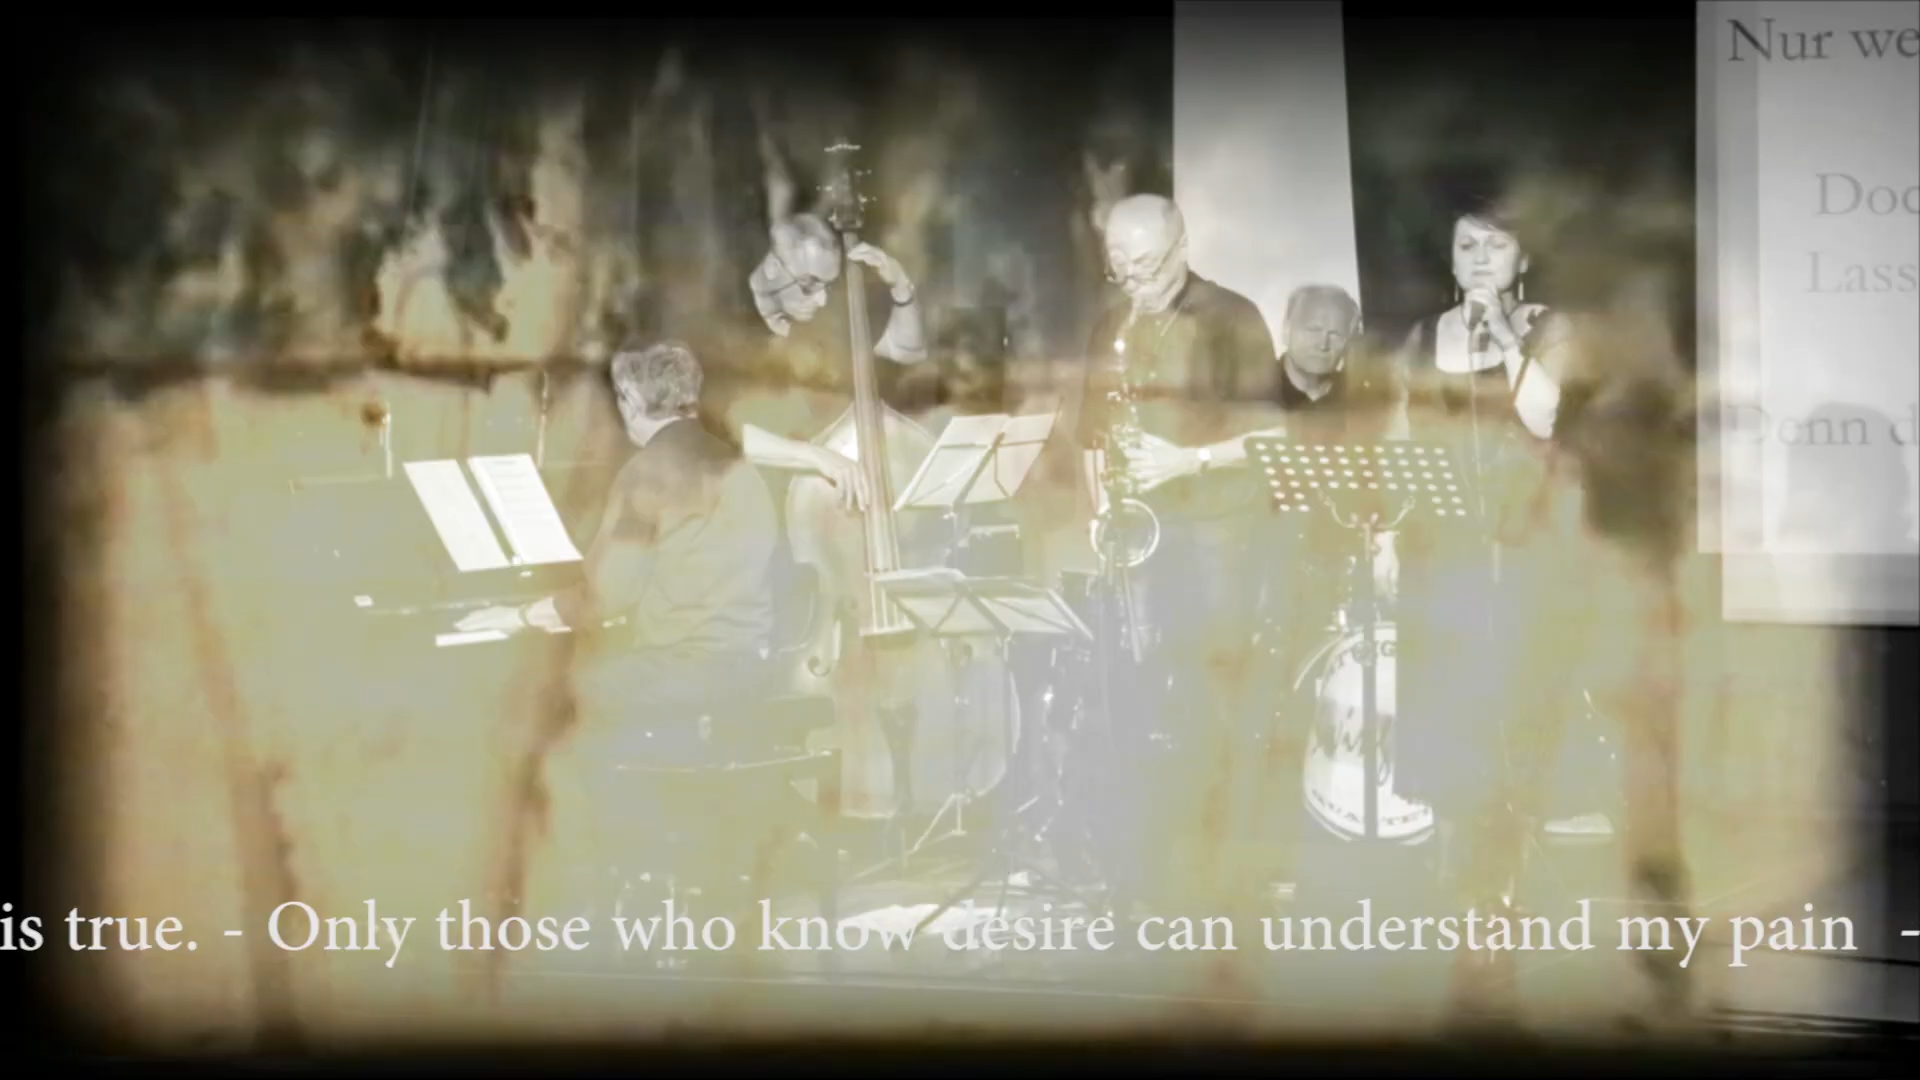 Nur we
Doc
Lass
Denn d
is true. - Only those who know desire can understand my pain -